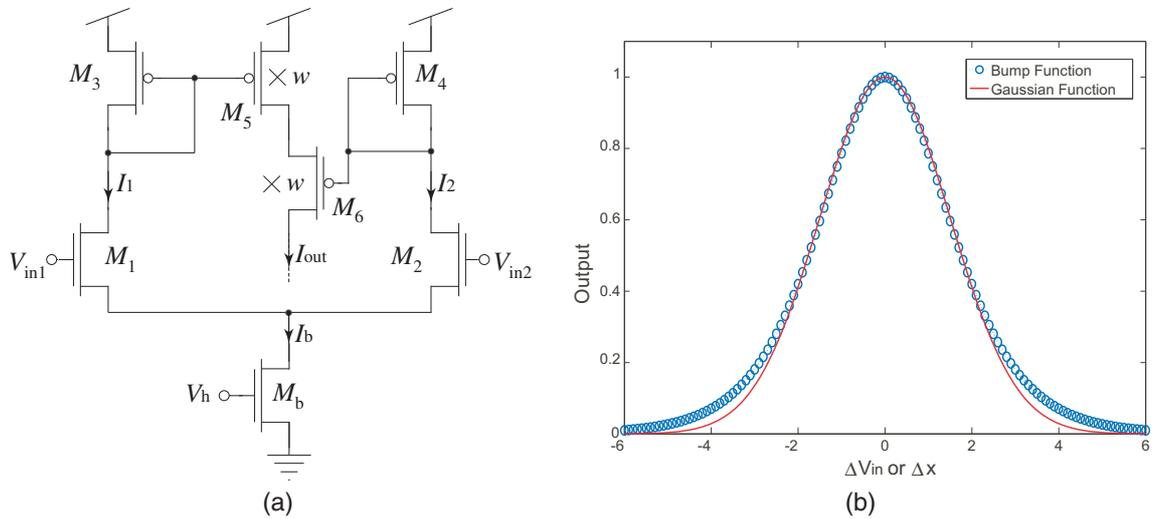 M3
M5
× w
M4
× w
M6
I1
I2
Vin1
M1
Iout
M2
Vin2
Ib
Vh
Mb
(a)
Bump Function
Gaussian Function
1
0.8
0.6
0.4
0.2
0
Output
-6 -4 -2 0 2 4 6
ΔVin or Δx
(b)